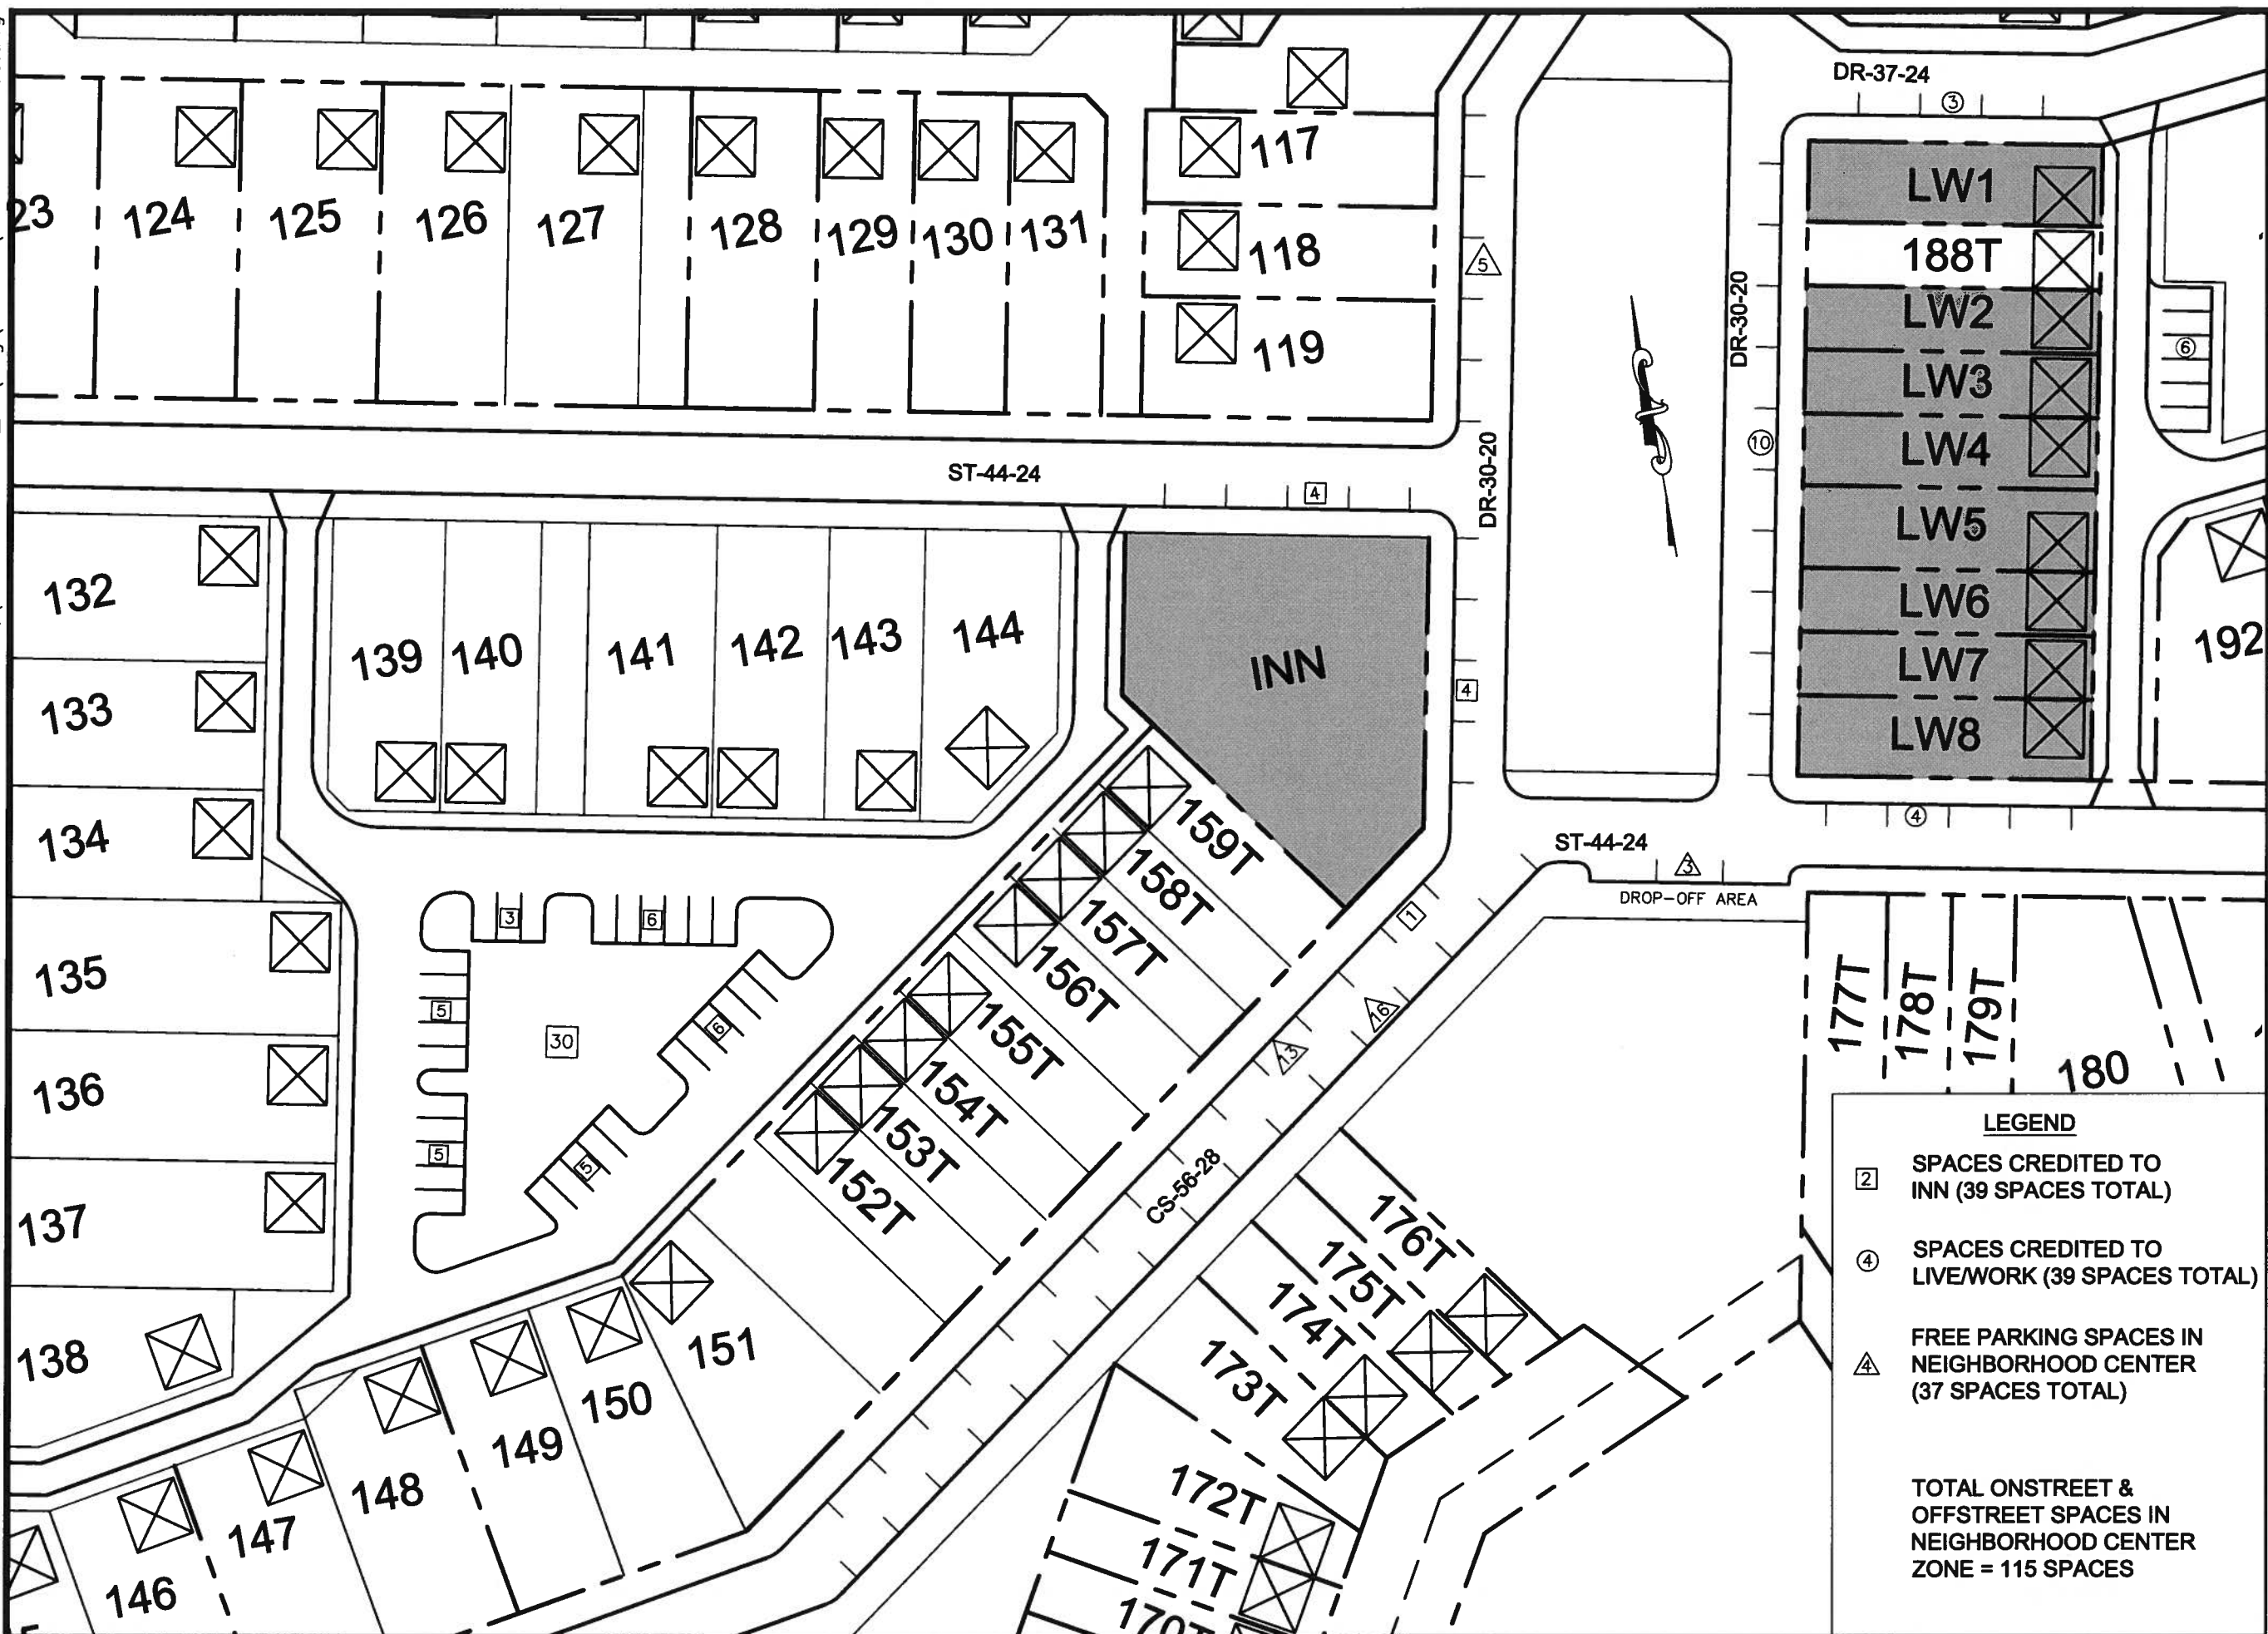 DR-37-24
3
117
LW1
23
124
125
126
127
128
129
130
131
118
188T
5
DR-30-20
LW2
6
119
LW3
10
LW4
ST-44-24
4
DR-30-20
LW5
132
LW6
139
140
141
142
143
144
INN
192
133
4
LW7
LW8
134
159T
4
ST-44-24
3
158T
DROP-OFF AREA
3
6
1
157T
135
156T
177T
178T
179T
5
30
6
155T
16
13
136
154T
180
5
5
153T
CS-56-28
152T
137
176T
175T
174T
138
151
173T
150
149
148
172T
147
171T
146
170T
LEGEND
2
SPACES CREDITED TO
INN (39 SPACES TOTAL)
4
SPACES CREDITED TO
LIVE/WORK (39 SPACES TOTAL)
4
FREE PARKING SPACES IN
NEIGHBORHOOD CENTER
(37 SPACES TOTAL)
TOTAL ONSTREET &
OFFSTREET SPACES IN
NEIGHBORHOOD CENTER
ZONE = 115 SPACES